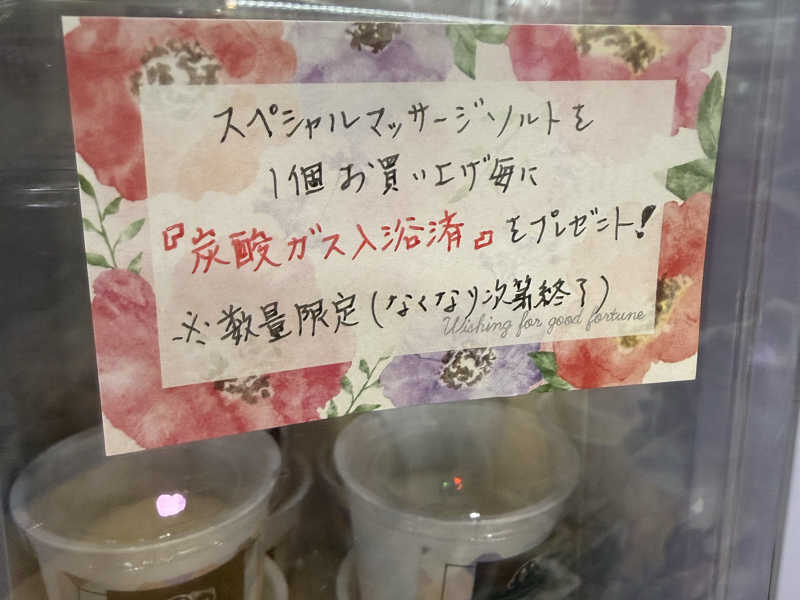 スペシャルマッサージソルトを
1個お買い上げ毎に
『炭酸ガス入浴済』をプレゼント!
※数量限定(なくなり次第終了)
Wishing for good fortune